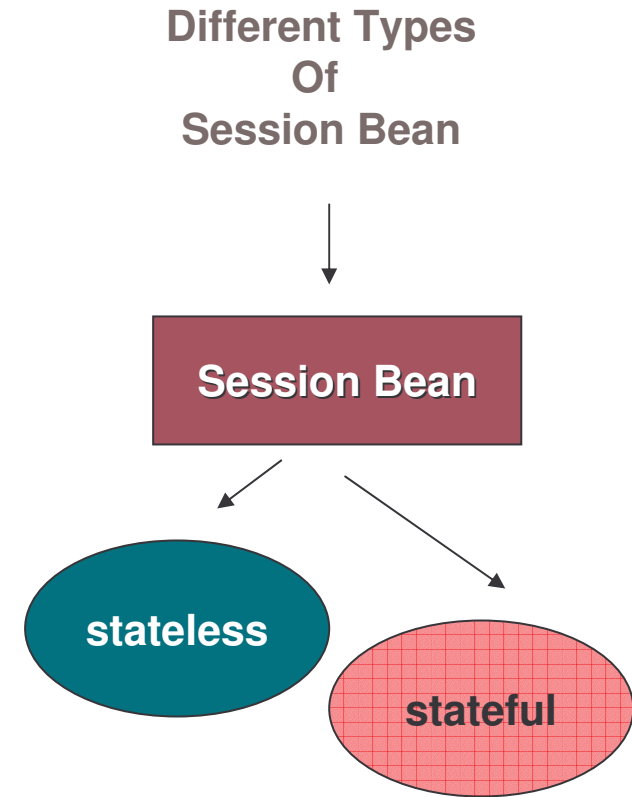 Different Types
Of
Session Bean
Session Bean
stateless
stateful